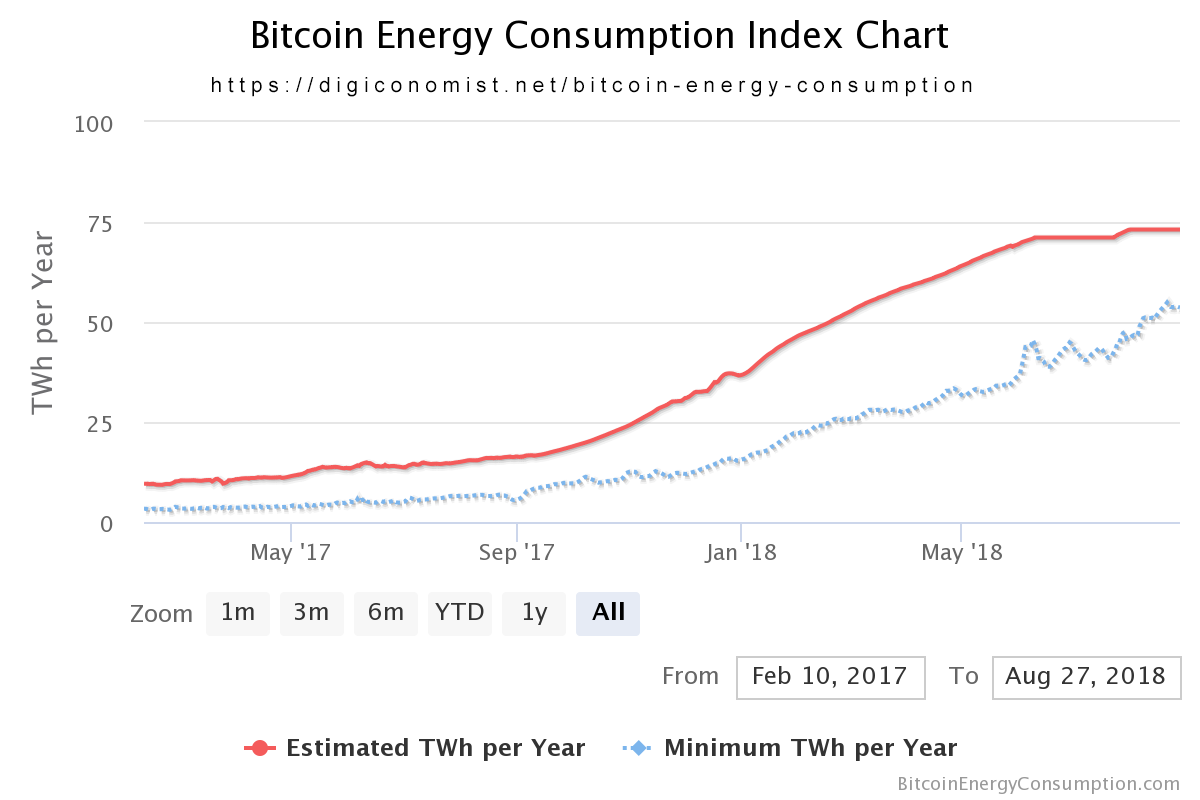 Bitcoin Energy Consumption Index Chart
https://digiconomist.net/bitcoin-energy-consumption
100
75
50
25
0
TWh per Year
May '17 Sep '17 Jan '18 May '18
Zoom 1m 3m 6m YTD 1y All
From Feb 10, 2017 To Aug 27, 2018
Estimated TWh per Year Minimum TWh per Year
BitcoinEnergyConsumption.com